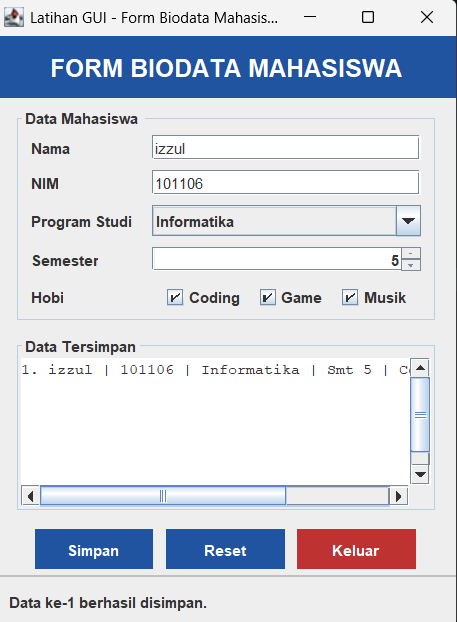 Latihan GUI - Form Biodata Mahasis...
FORM BIODATA MAHASISWA
Data Mahasiswa
Nama izzul
NIM 101106
Program Studi Informatika
Semester 5
Hobi Coding Game Musik
Data Tersimpan
1. izzul | 101106 | Informatika | Smt 5 |
Simpan Reset Keluar
Data ke-1 berhasil disimpan.